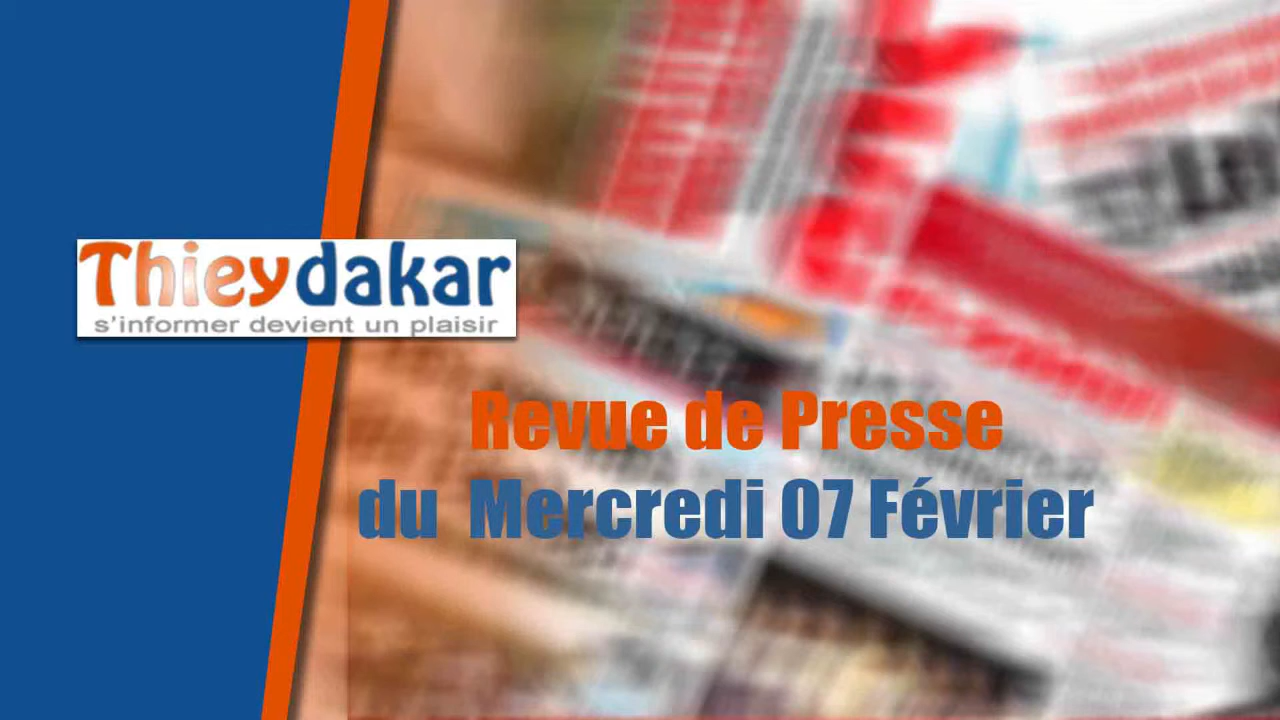 Thieydakar
s'informer devient un plaisir
Revue de Presse
du Mercredi 07 Février